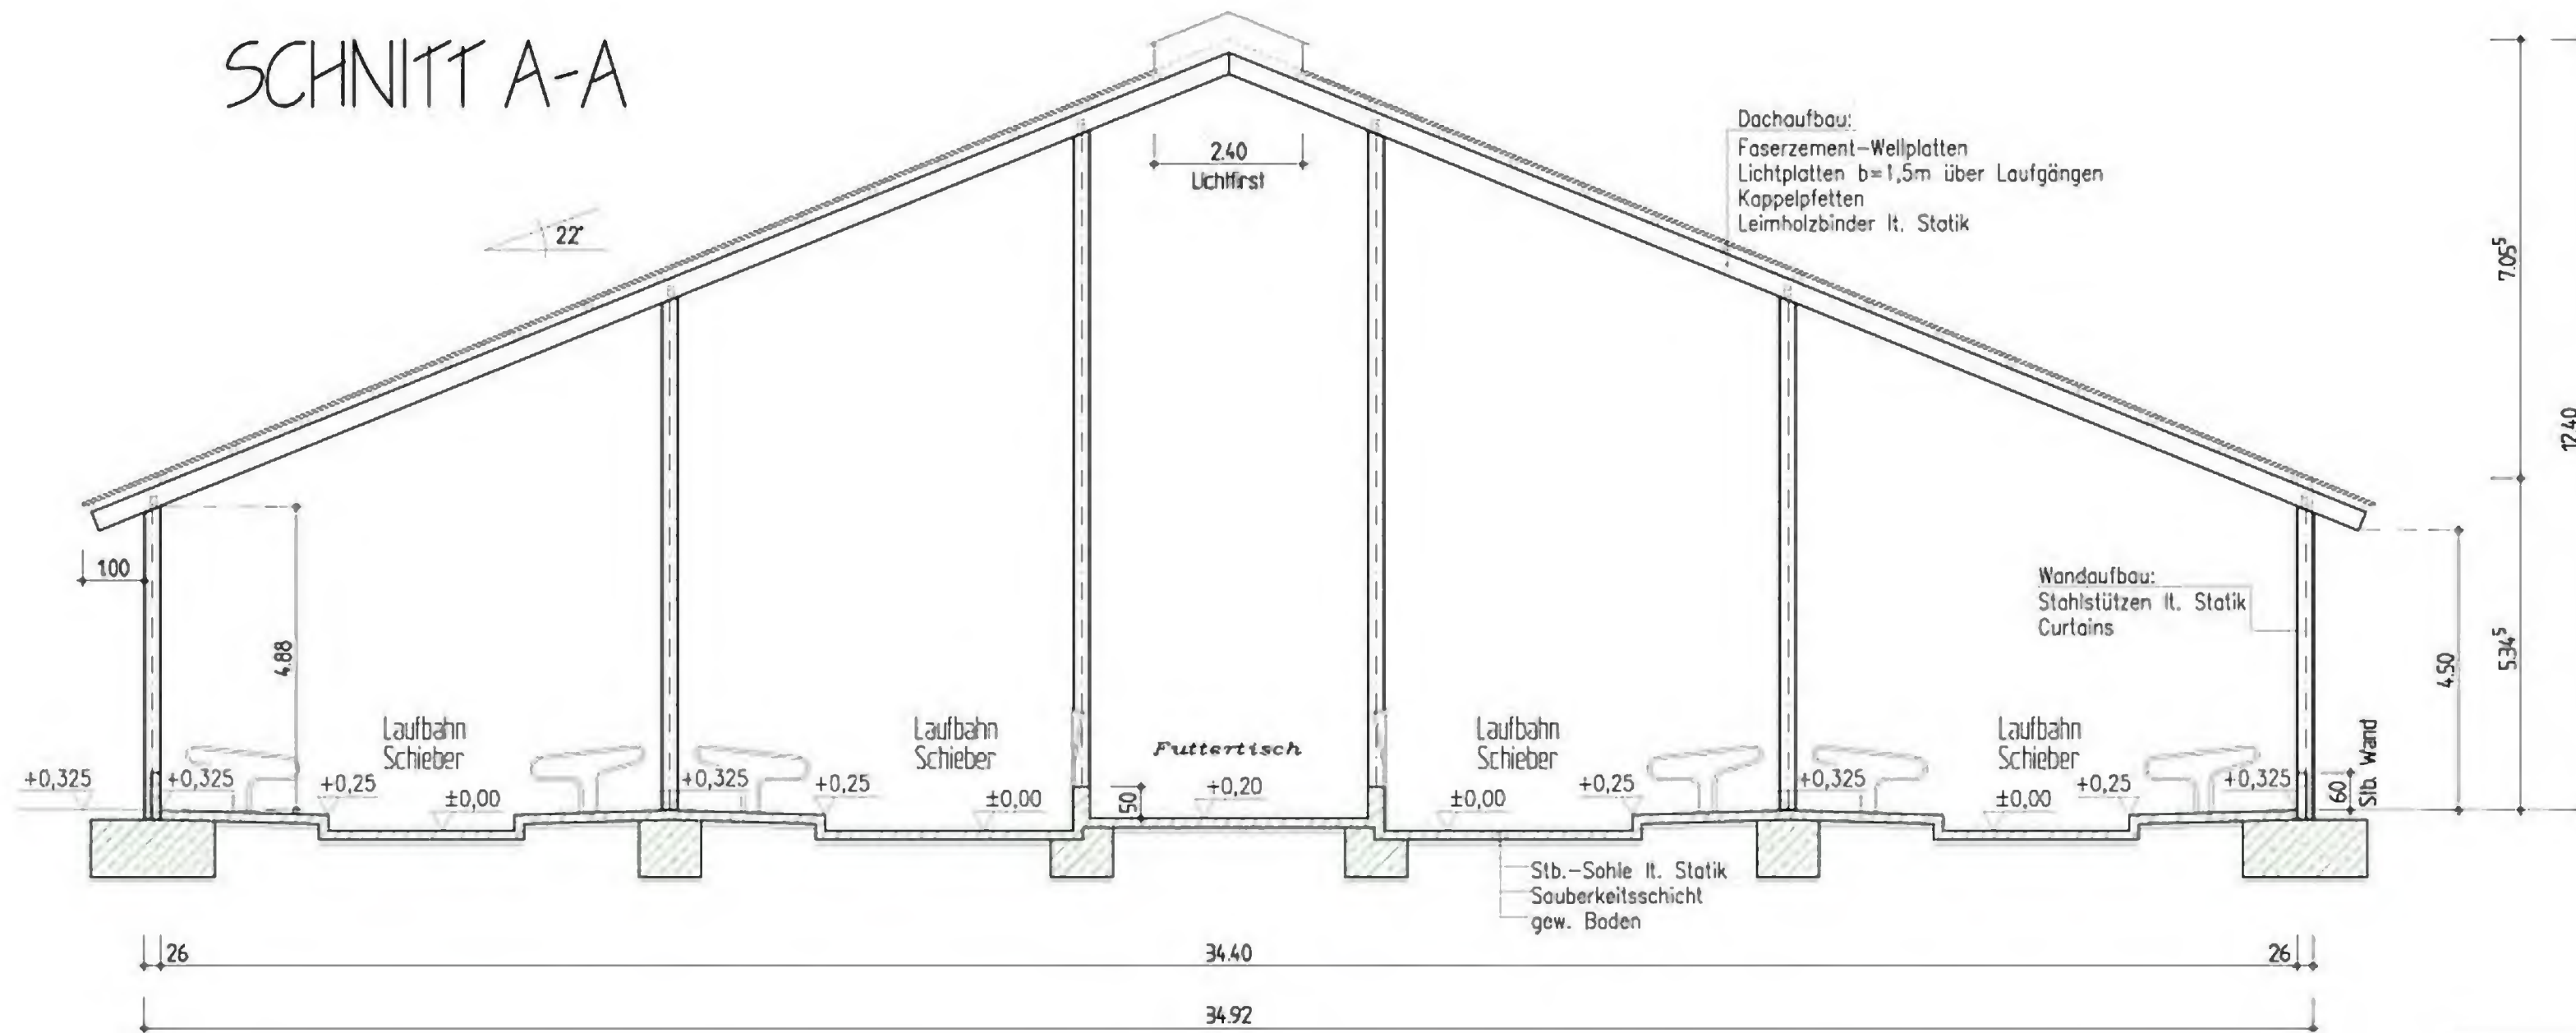 SCHNITT A-A
Dachaufbau:
Faserzement-Wellplatten
Lichtplatten b=1,5m über Laufgängen
Kappelpfetten
Leimholzbinder lt. Statik
2.40
Lichtfirst
22°
7.05⁵
12.40
100
4.88
Wandaufbau:
Stahlstützen lt. Statik
Curtains
4.50
5.34⁵
Laufbahn
Schieber
Laufbahn
Schieber
Futtertisch
Laufbahn
Schieber
Laufbahn
Schieber
60
Stb. Wand
+0,325
+0,325
+0,25
±0,00
+0,325
+0,25
±0,00
50
+0,20
±0,00
+0,25
+0,325
±0,00
+0,25
+0,325
Stb.-Sohle lt. Statik
Sauberkeitsschicht
gew. Boden
26
34.40
26
34.92